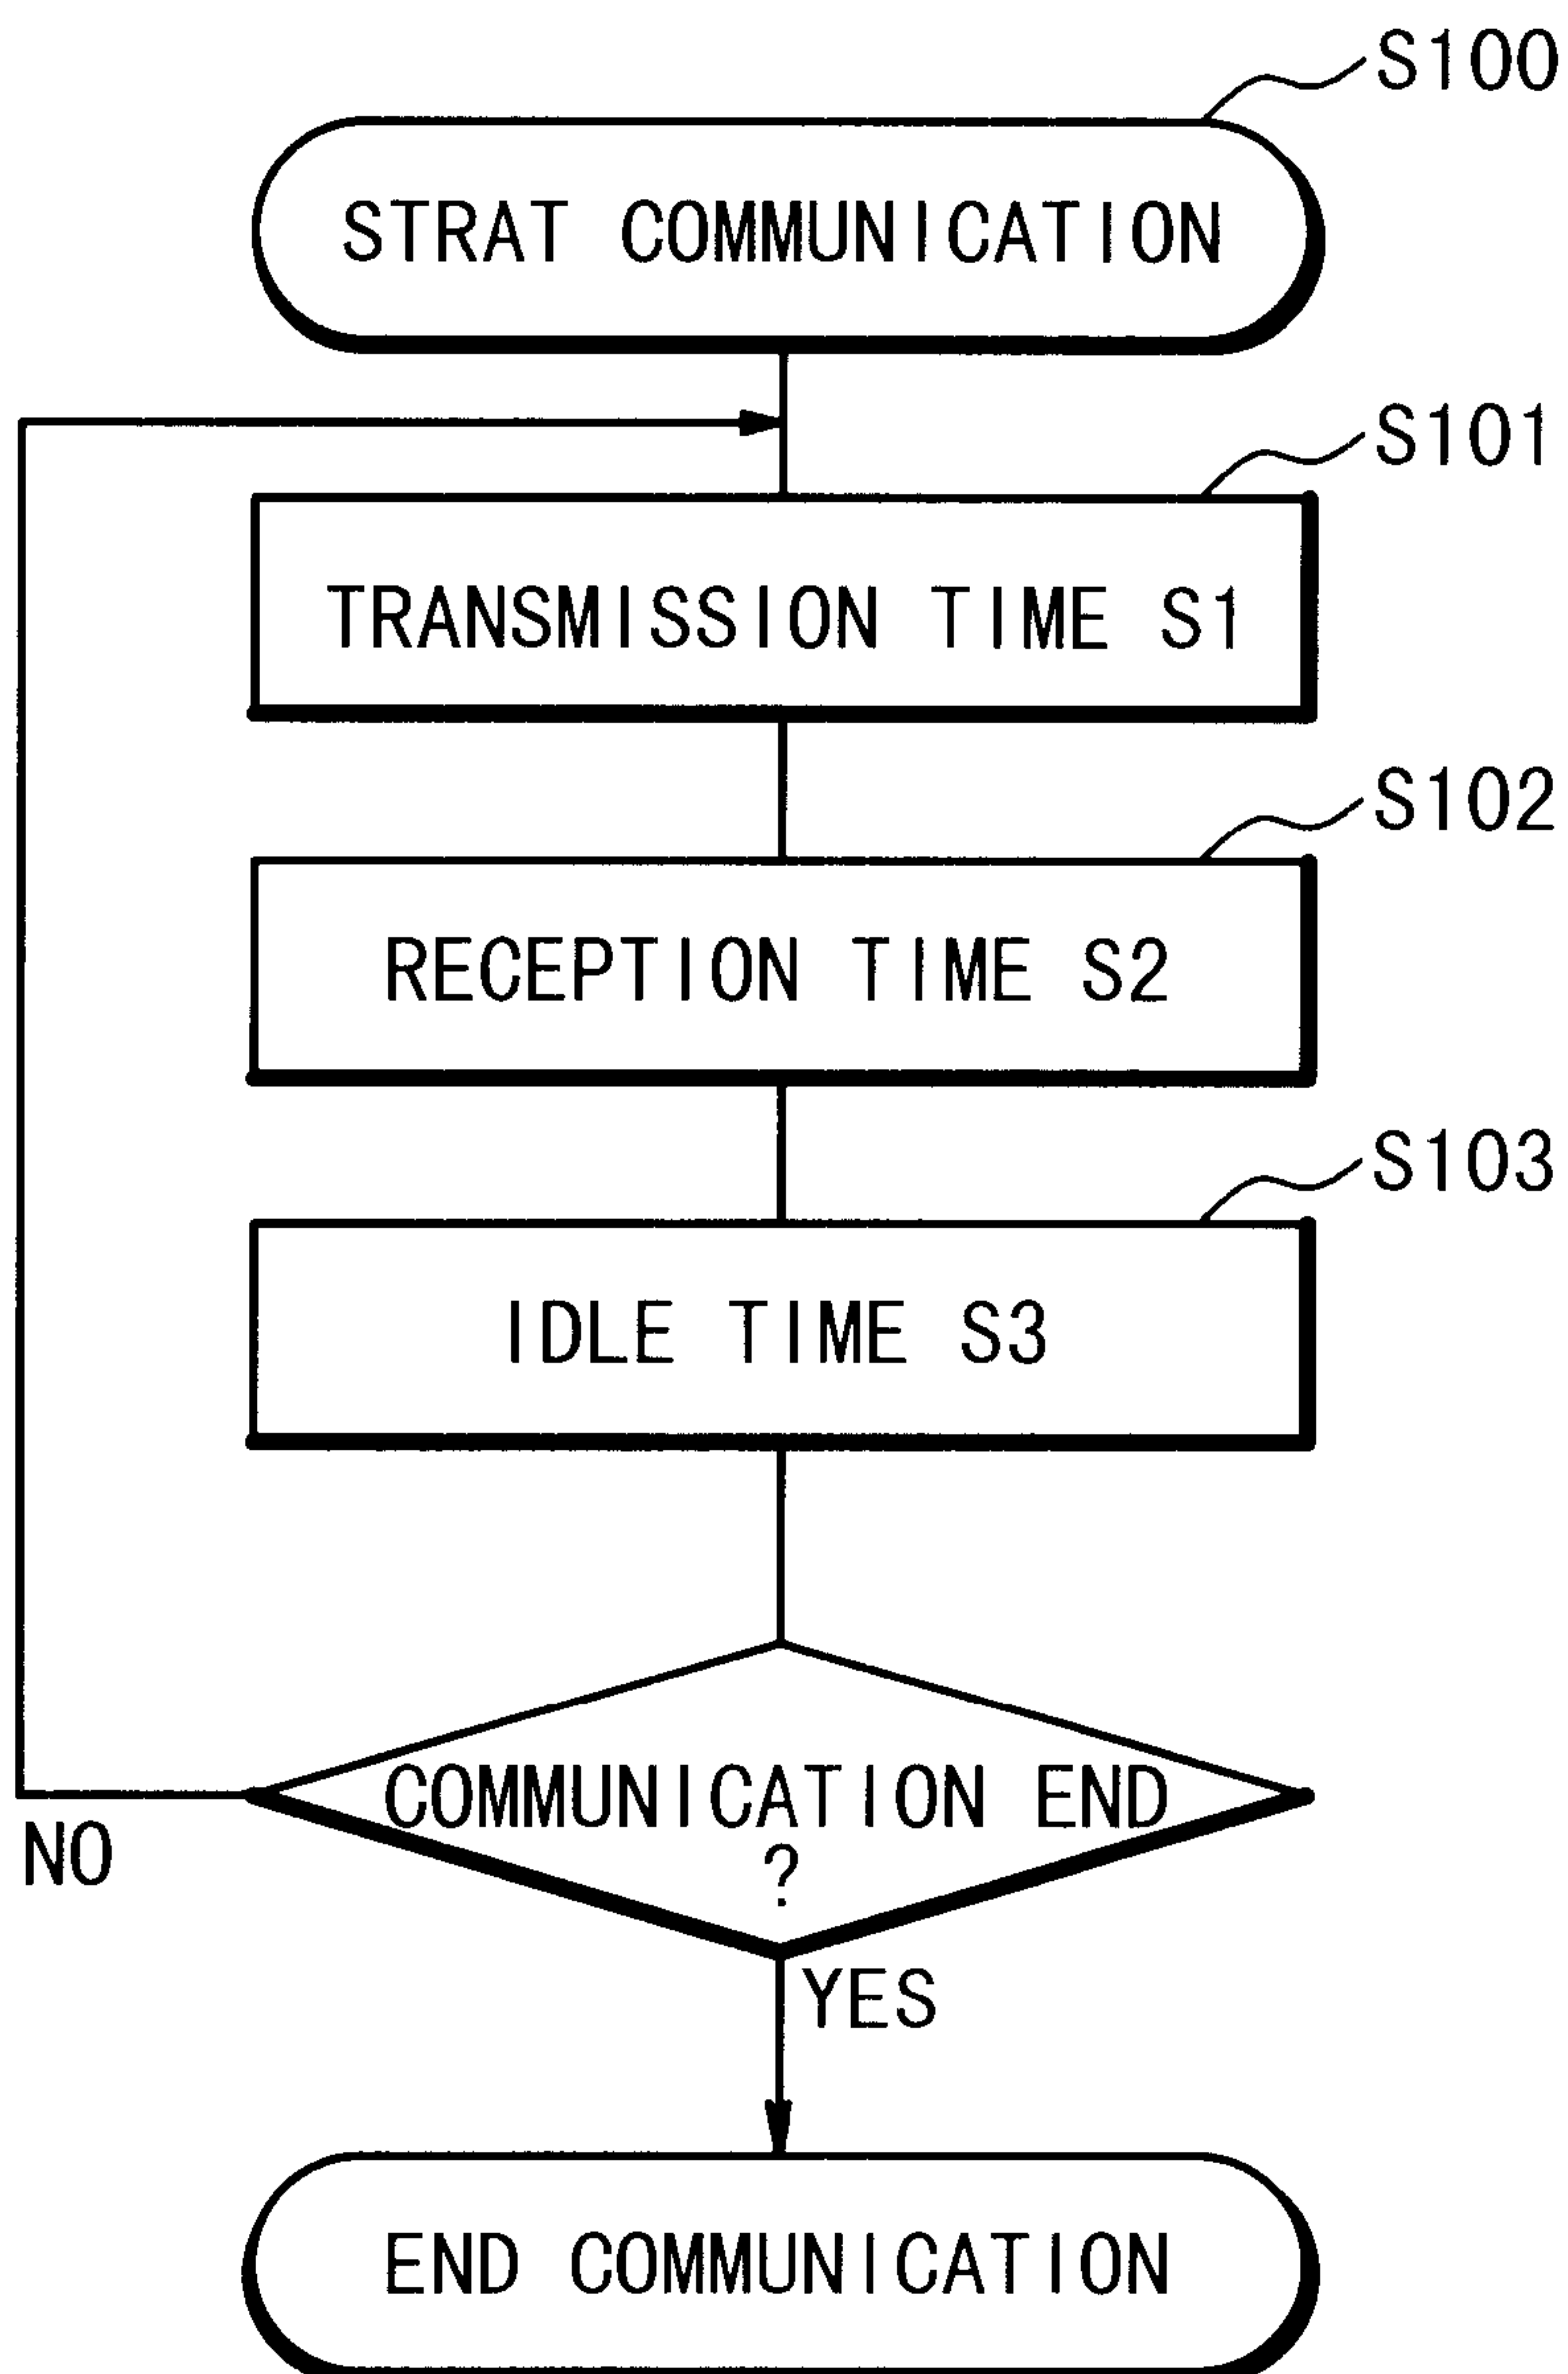 S100
STRAT COMMUNICATION
S101
TRANSMISSION TIME S1
S102
RECEPTION TIME S2
S103
IDLE TIME S3
COMMUNICATION END
?
NO
YES
END COMMUNICATION